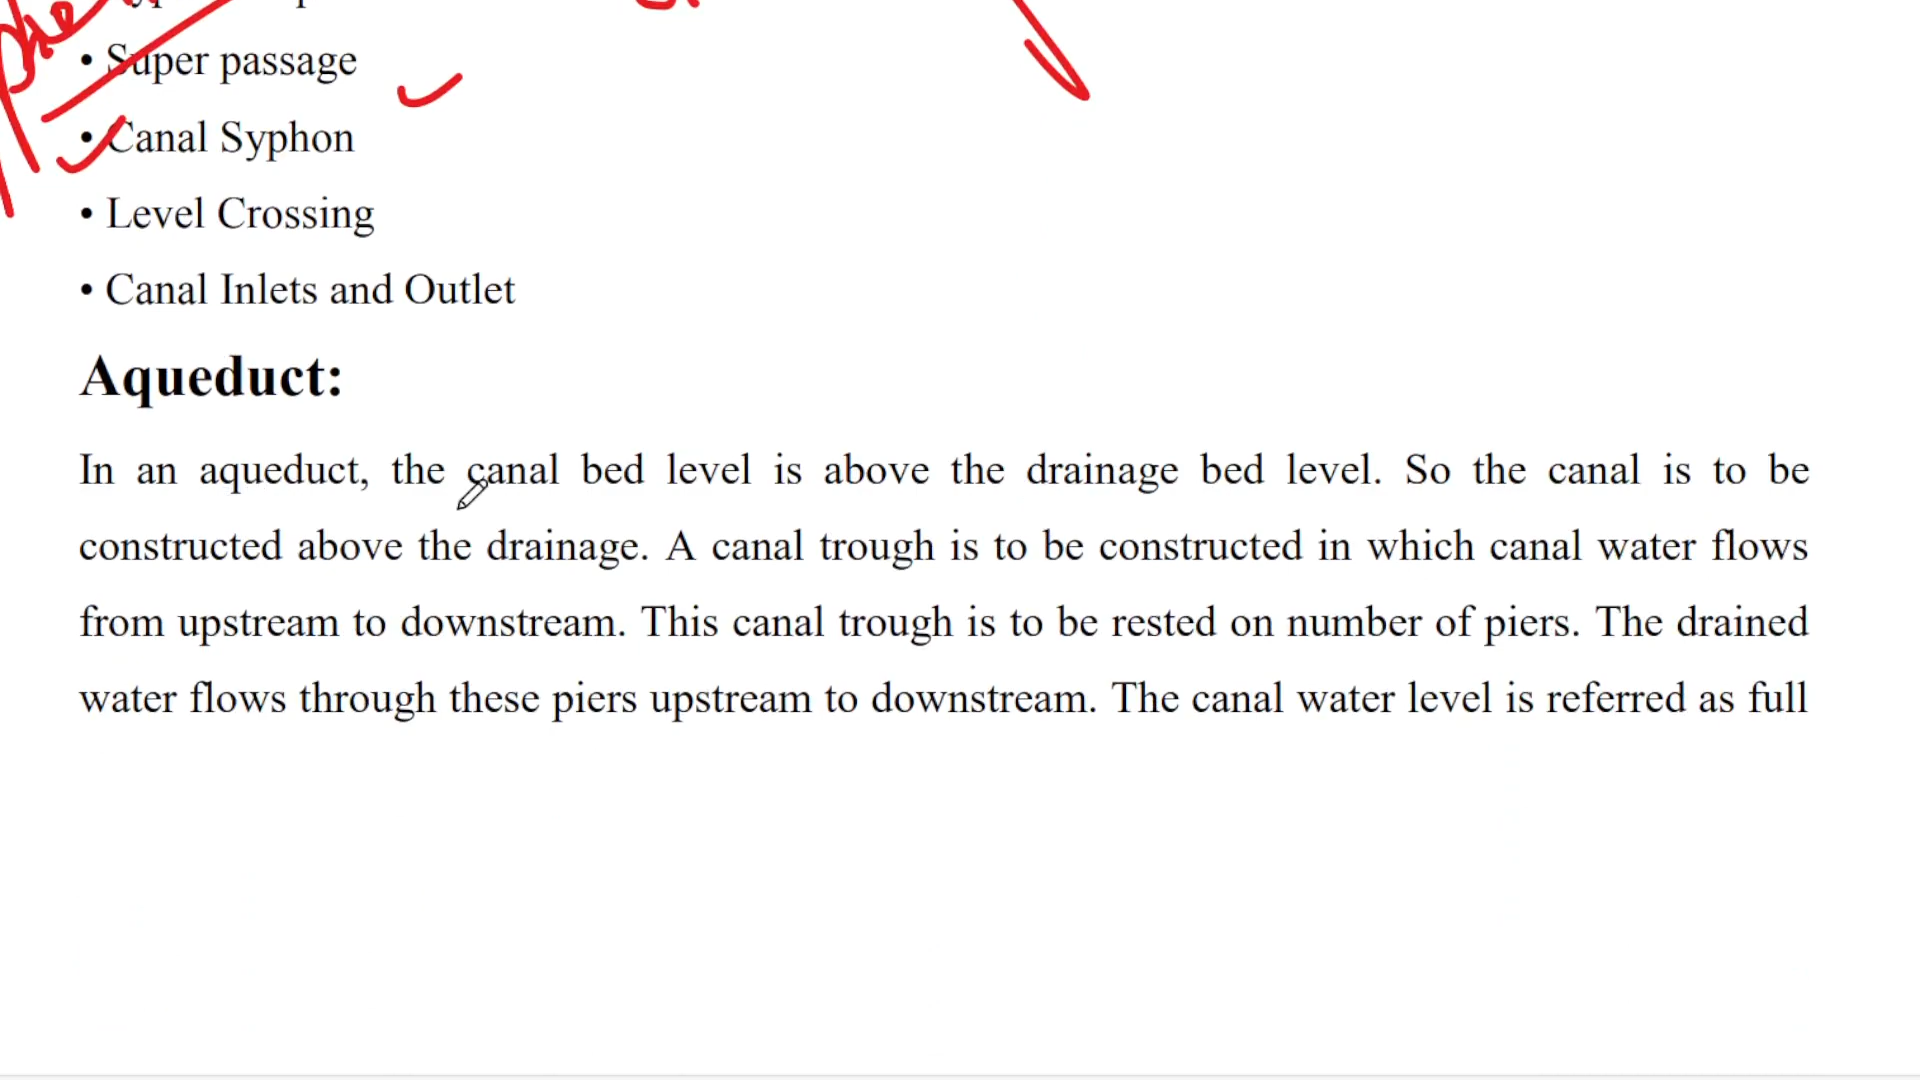 • Super passage
• Canal Syphon
• Level Crossing
• Canal Inlets and Outlet
Aqueduct:
In an aqueduct, the canal bed level is above the drainage bed level. So the canal is to be
constructed above the drainage. A canal trough is to be constructed in which canal water flows
from upstream to downstream. This canal trough is to be rested on number of piers. The drained
water flows through these piers upstream to downstream. The canal water level is referred as full